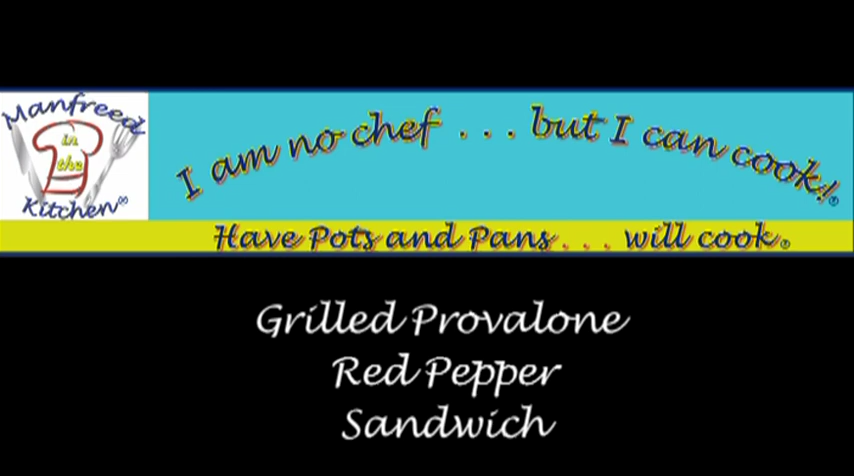 Manfreed
in
the
Kitchen®
I am no chef . . . but I can cook!®
Have Pots and Pans . . . will cook®
Grilled Provalone
Red Pepper
Sandwich